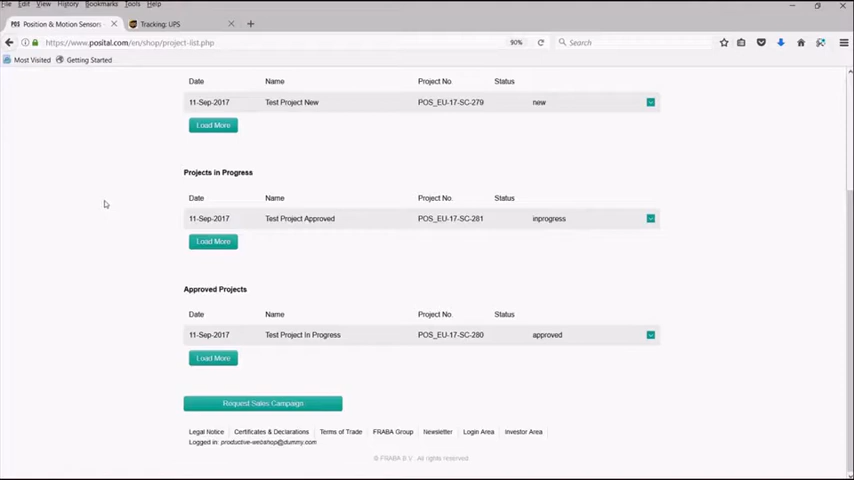 File Edit View History Bookmarks Tools Help
POS Position & Motion Sensors Tracking: UPS
https://www.posital.com/en/shop/project-list.php 90% Search
Most Visited Getting Started
Date Name Project No. Status
11-Sep-2017 Test Project New POS_EU-17-SC-279 new
Load More
Projects in Progress
Date Name Project No. Status
11-Sep-2017 Test Project Approved POS_EU-17-SC-281 inprogress
Load More
Approved Projects
Date Name Project No. Status
11-Sep-2017 Test Project In Progress POS_EU-17-SC-280 approved
Load More
Request Sales Campaign
Legal Notice Certificates & Declarations Terms of Trade FRABA Group Newsletter Login Area Investor Area
Logged in: productive-webshop@dummy.com
© FRABA B.V. All rights reserved.